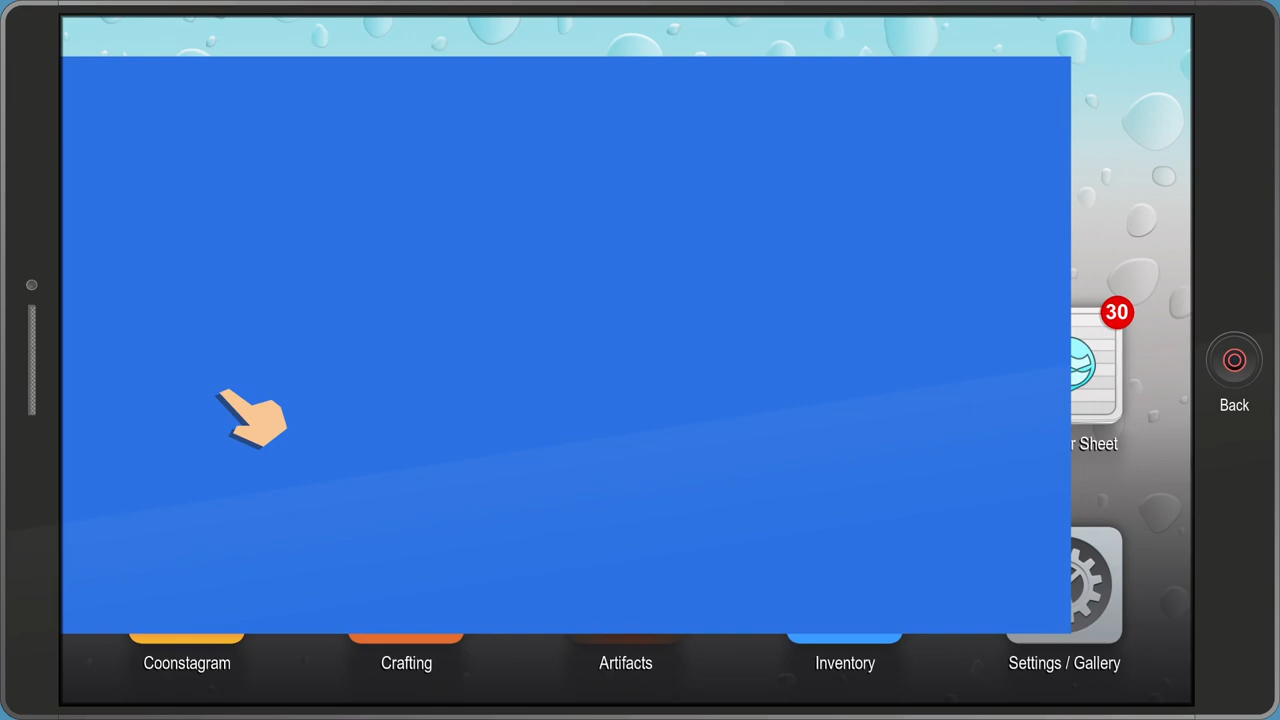 30
Back
r Sheet
Coonstagram
Crafting
Artifacts
Inventory
Settings / Gallery